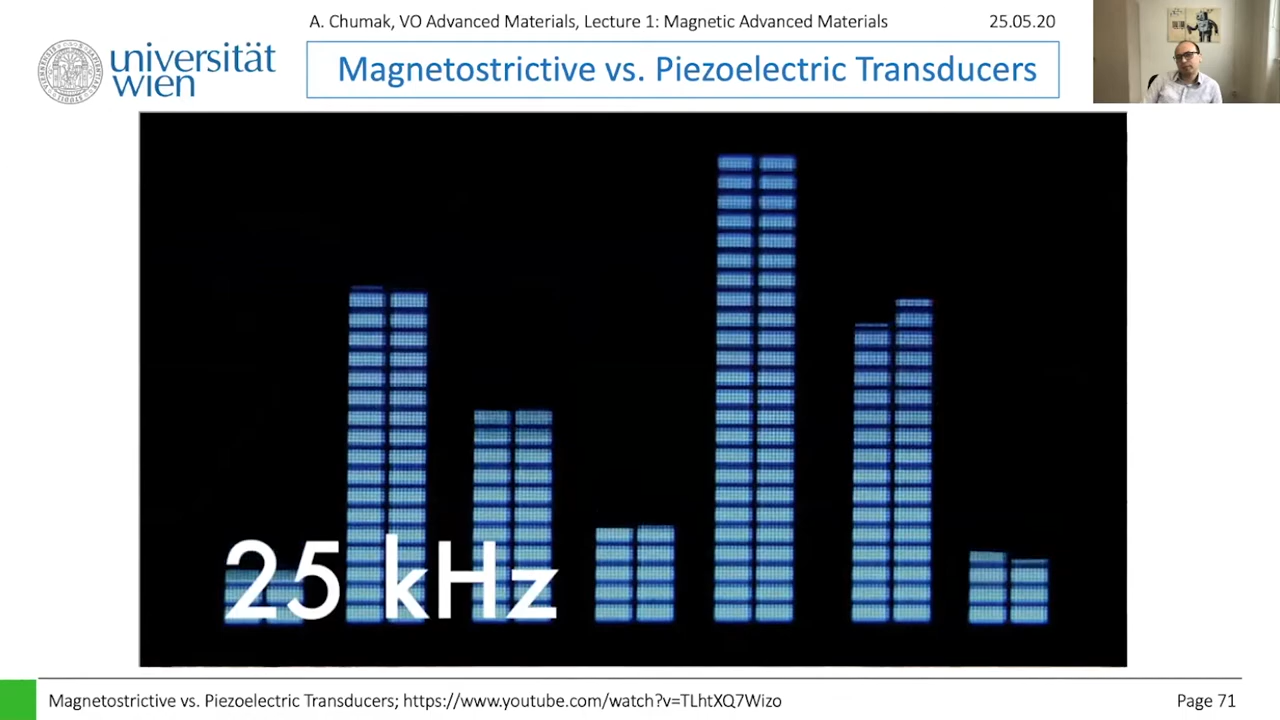 A. Chumak, VO Advanced Materials, Lecture 1: Magnetic Advanced Materials
25.05.20
universität
wien
Magnetostrictive vs. Piezoelectric Transducers
25 kHz
Magnetostrictive vs. Piezoelectric Transducers; https://www.youtube.com/watch?v=TLhtXQ7Wizo
Page 71